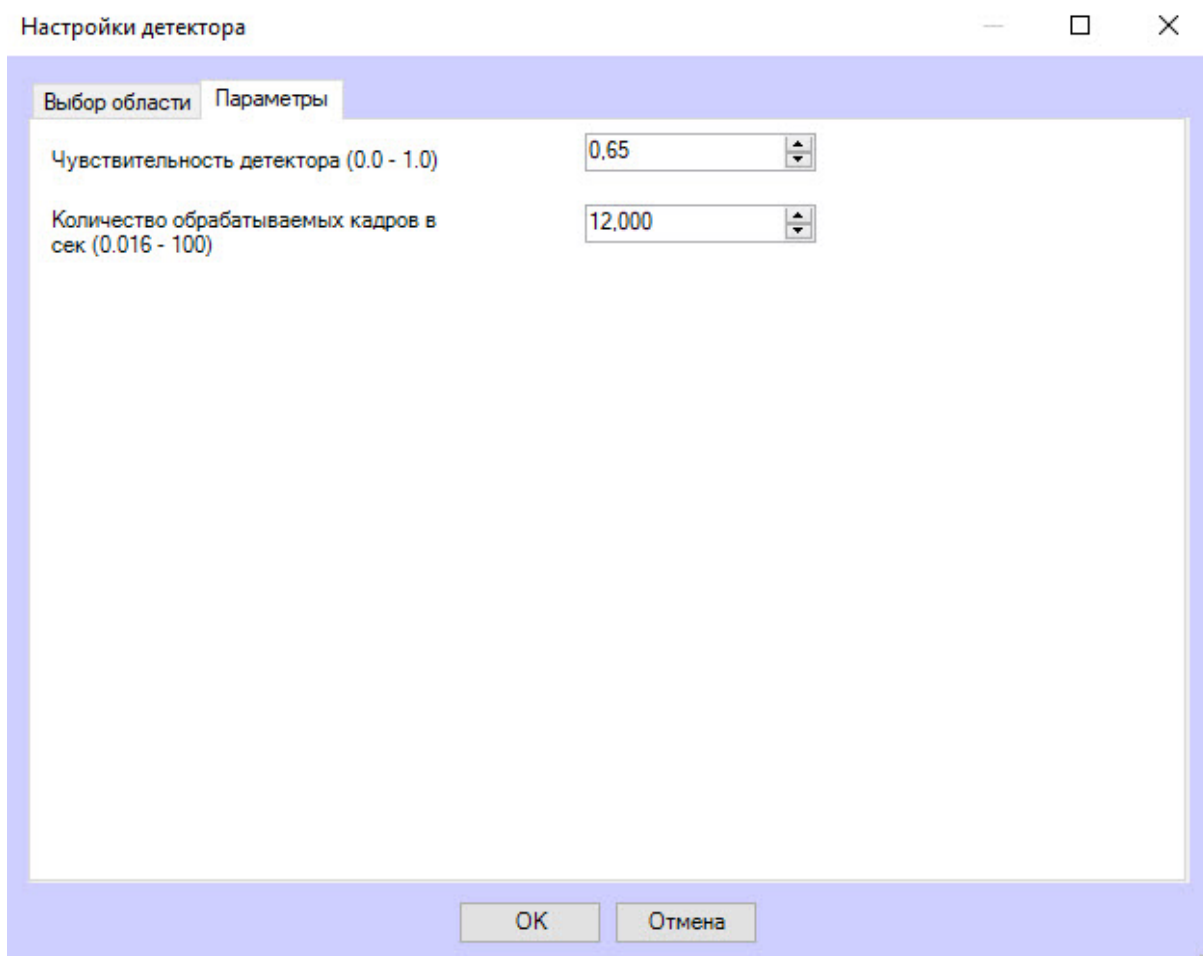 Настройки детектора
Выбор области
Параметры
Чувствительность детектора (0.0 - 1.0)
0,65
Количество обрабатываемых кадров в
сек (0.016 - 100)
12,000
OK
Отмена